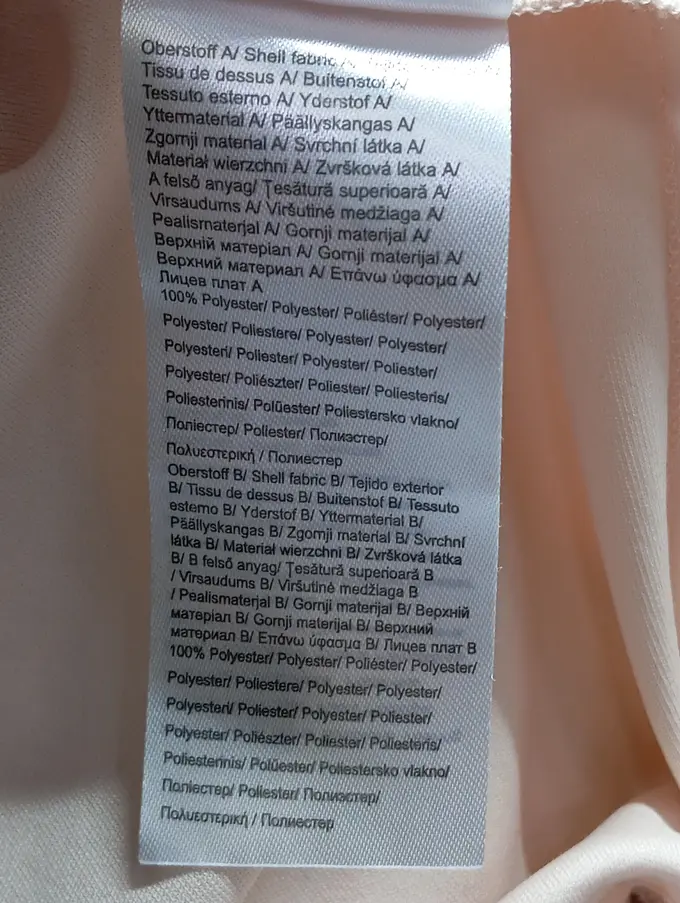 Oberstoff A/ Shell fabric A/
Tissu de dessus A/ Buitenstof A/
Tessuto esterno A/ Yderstof A/
Yttermaterial A/ Päällyskangas A/
Zgornji material A/ Svrchní látka A/
Materiał wierzchni A/ Zvršková látka A/
A felső anyag/ Țesătură superioară A/
Virsaudums A/ Viršutinė medžiaga A/
Pealismaterjal A/ Gornji materijal A/
Верхній матеріал A/ Gornji materijal A/
Верхний материал A/ Επάνω ύφασμα A/
Лицев плат A
100% Polyester/ Polyester/ Poliéster/ Polyester/
Polyester/ Poliestere/ Polyester/ Polyester/
Polyesteri/ Poliester/ Polyester/ Poliester/
Polyester/ Poliészter/ Poliester/ Poliesteris/
Poliesterinis/ Polüester/ Poliestersko vlakno/
Поліестер/ Poliester/ Полиэстер/
Πολυεστερική / Полиестер
Oberstoff B/ Shell fabric B/ Tejido exterior
B/ Tissu de dessus B/ Buitenstof B/ Tessuto
esterno B/ Yderstof B/ Yttermaterial B/
Päällyskangas B/ Zgornji material B/ Svrchní
látka B/ Materiał wierzchni B/ Zvršková látka
B/ B felső anyag/ Țesătură superioară B
/ Virsaudums B/ Viršutinė medžiaga B
/ Pealismaterjal B/ Gornji materijal B/ Верхній
матеріал B/ Gornji materijal B/ Верхний
материал B/ Επάνω ύφασμα B/ Лицев плат B
100% Polyester/ Polyester/ Poliéster/ Polyester/
Polyester/ Poliestere/ Polyester/ Polyester/
Polyesteri/ Poliester/ Polyester/ Poliester/
Polyester/ Poliészter/ Poliester/ Poliesteris/
Poliesterinis/ Polüester/ Poliestersko vlakno/
Поліестер/ Poliester/ Полиэстер/
Πολυεστερική / Полиестер